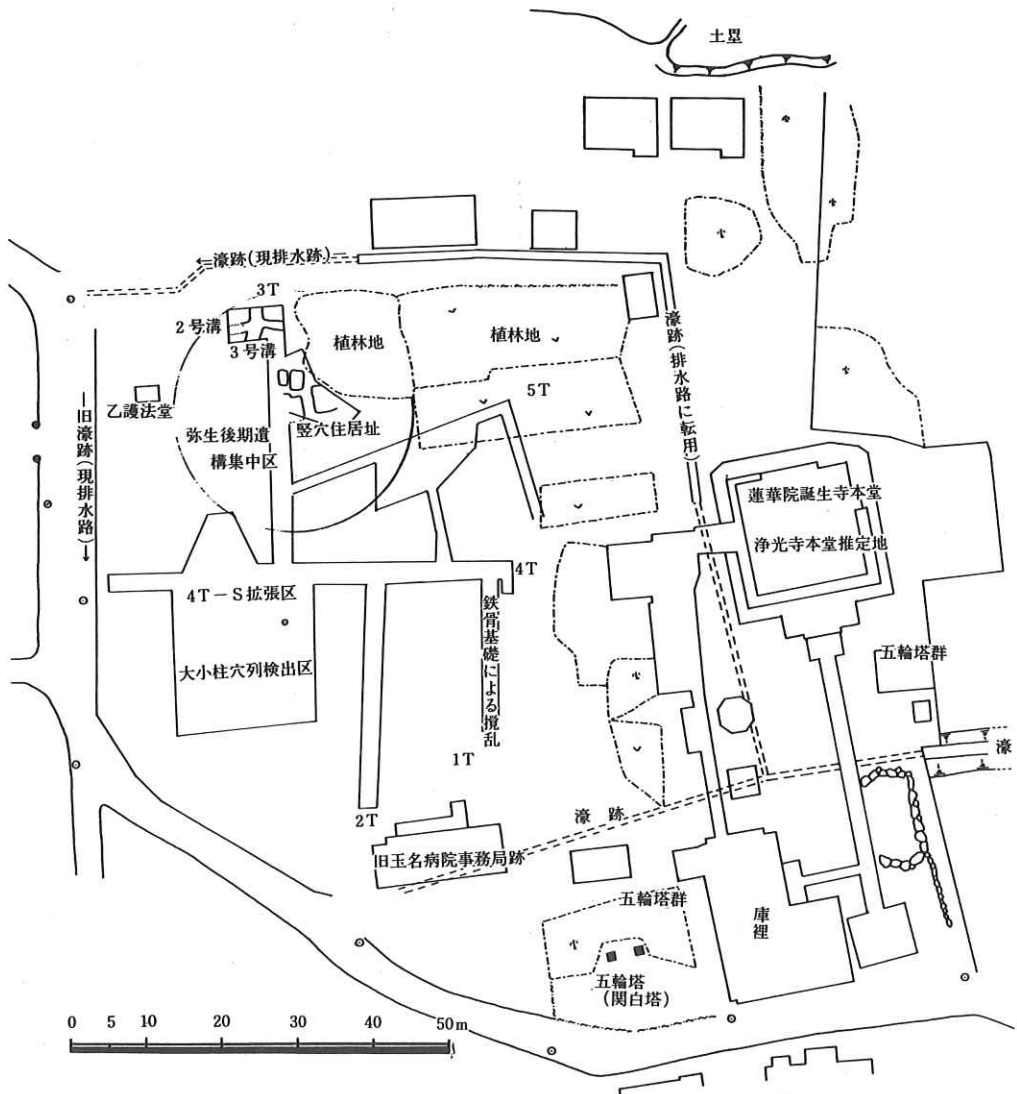 土塁
←濠跡(現排水跡)―
3T
2号溝
3号溝
植林地
植林地
濠跡(排水路に転用)
5T
乙護法堂
―旧濠跡(現排水路)→
弥生後期遺
構集中区
竪穴住居址
蓮華院誕生寺本堂
浄光寺本堂推定地
4T
4T-S拡張区
鉄骨基礎による撹乱
大小柱穴列検出区
五輪塔群
濠
1T
2T
濠跡
旧玉名病院事務局跡
五輪塔群
庫裡
五輪塔
(関白塔)
0 5 10 20 30 40 50m